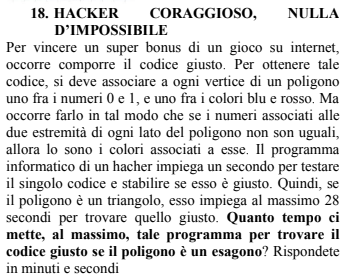 18. HACKER CORAGGIOSO, NULLA
D'IMPOSSIBILE
Per vincere un super bonus di un gioco su internet,
occorre comporre il codice giusto. Per ottenere tale
codice, si deve associare a ogni vertice di un poligono
uno fra i numeri 0 e 1, e uno fra i colori blu e rosso. Ma
occorre farlo in tal modo che se i numeri associati alle
due estremità di ogni lato del poligono non son uguali,
allora lo sono i colori associati a esse. Il programma
informatico di un hacher impiega un secondo per testare
il singolo codice e stabilire se esso è giusto. Quindi, se
il poligono è un triangolo, esso impiega al massimo 28
secondi per trovare quello giusto. Quanto tempo ci
mette, al massimo, tale programma per trovare il
codice giusto se il poligono è un esagono? Rispondete
in minuti e secondi